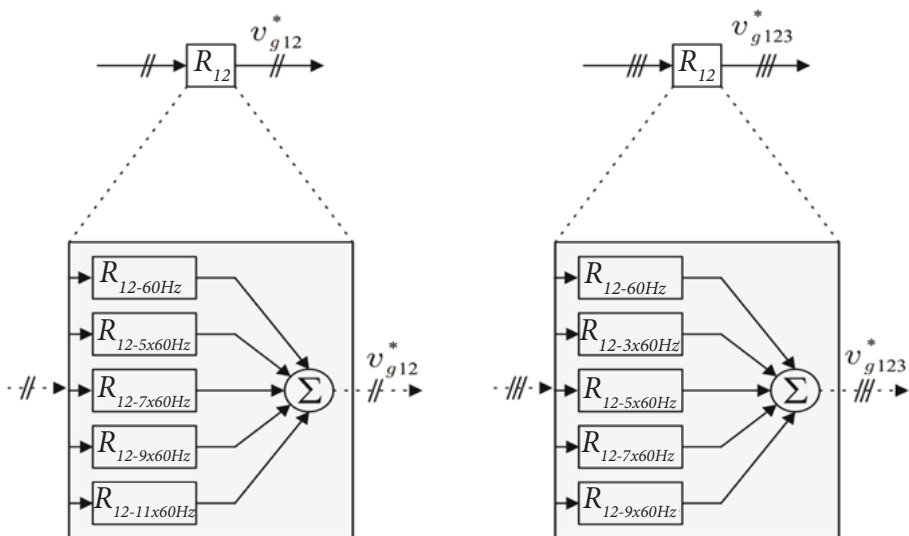 v*g12
R12
v*g123
R12
R12-60Hz
R12-5x60Hz
R12-7x60Hz
R12-9x60Hz
R12-11x60Hz
Σ
v*g12
R12-60Hz
R12-3x60Hz
R12-5x60Hz
R12-7x60Hz
R12-9x60Hz
Σ
v*g123